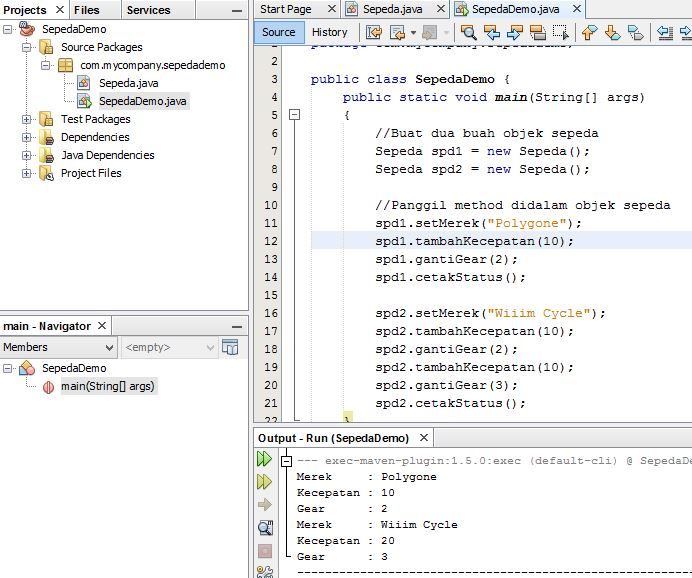 Projects Files Services
SepedaDemo
Source Packages
com.mycompany.sepedademo
Sepeda.java
SepedaDemo.java
Test Packages
Dependencies
Java Dependencies
Project Files
main - Navigator
Members <empty>
SepedaDemo
main(String[] args)
Start Page Sepeda.java SepedaDemo.java
Source History
2
3 public class SepedaDemo {
4 public static void main(String[] args)
5 {
6 //Buat dua buah objek sepeda
7 Sepeda spd1 = new Sepeda();
8 Sepeda spd2 = new Sepeda();
9
10 //Panggil method didalam objek sepeda
11 spd1.setMerek("Polygone");
12 spd1.tambahKecepatan(10);
13 spd1.gantiGear(2);
14 spd1.cetakStatus();
15
16 spd2.setMerek("Wiiim Cycle");
17 spd2.tambahKecepatan(10);
18 spd2.gantiGear(2);
19 spd2.tambahKecepatan(10);
20 spd2.gantiGear(3);
21 spd2.cetakStatus();
Output - Run (SepedaDemo)
--- exec-maven-plugin:1.5.0:exec (default-cli) @ SepedaDe
Merek : Polygone
Kecepatan : 10
Gear : 2
Merek : Wiiim Cycle
Kecepatan : 20
Gear : 3